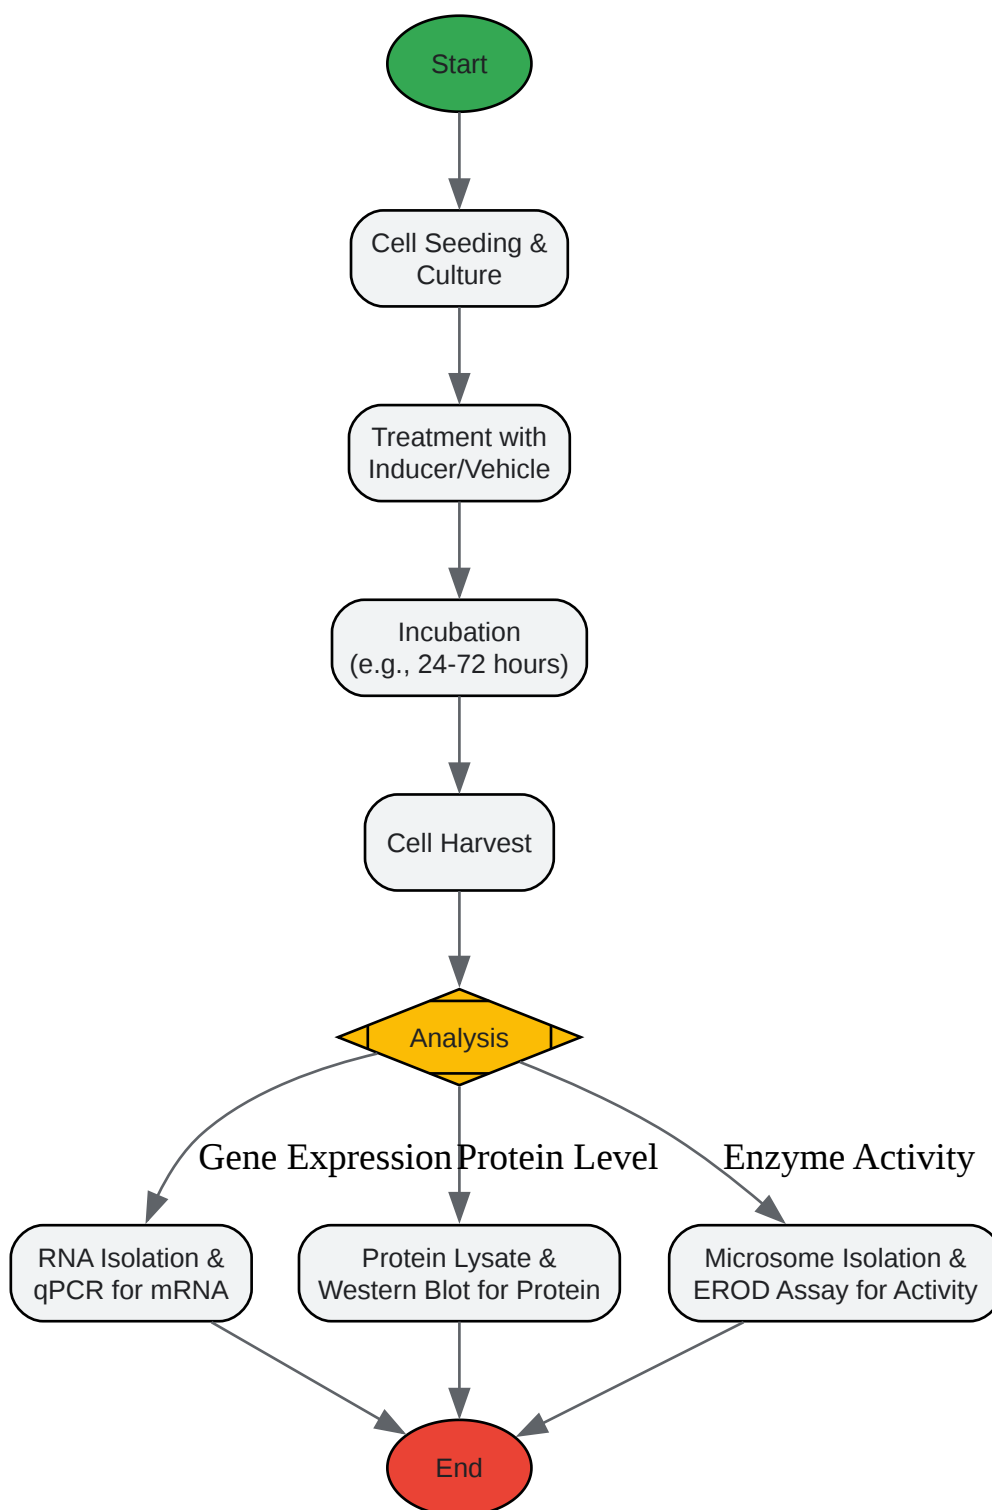 Start
Cell Seeding &
Culture
Treatment with
Inducer/Vehicle
Incubation
(e.g., 24-72 hours)
Cell Harvest
Analysis
Gene Expression
Protein Level
Enzyme Activity
RNA Isolation &
qPCR for mRNA
Protein Lysate &
Western Blot for Protein
Microsome Isolation &
EROD Assay for Activity
End